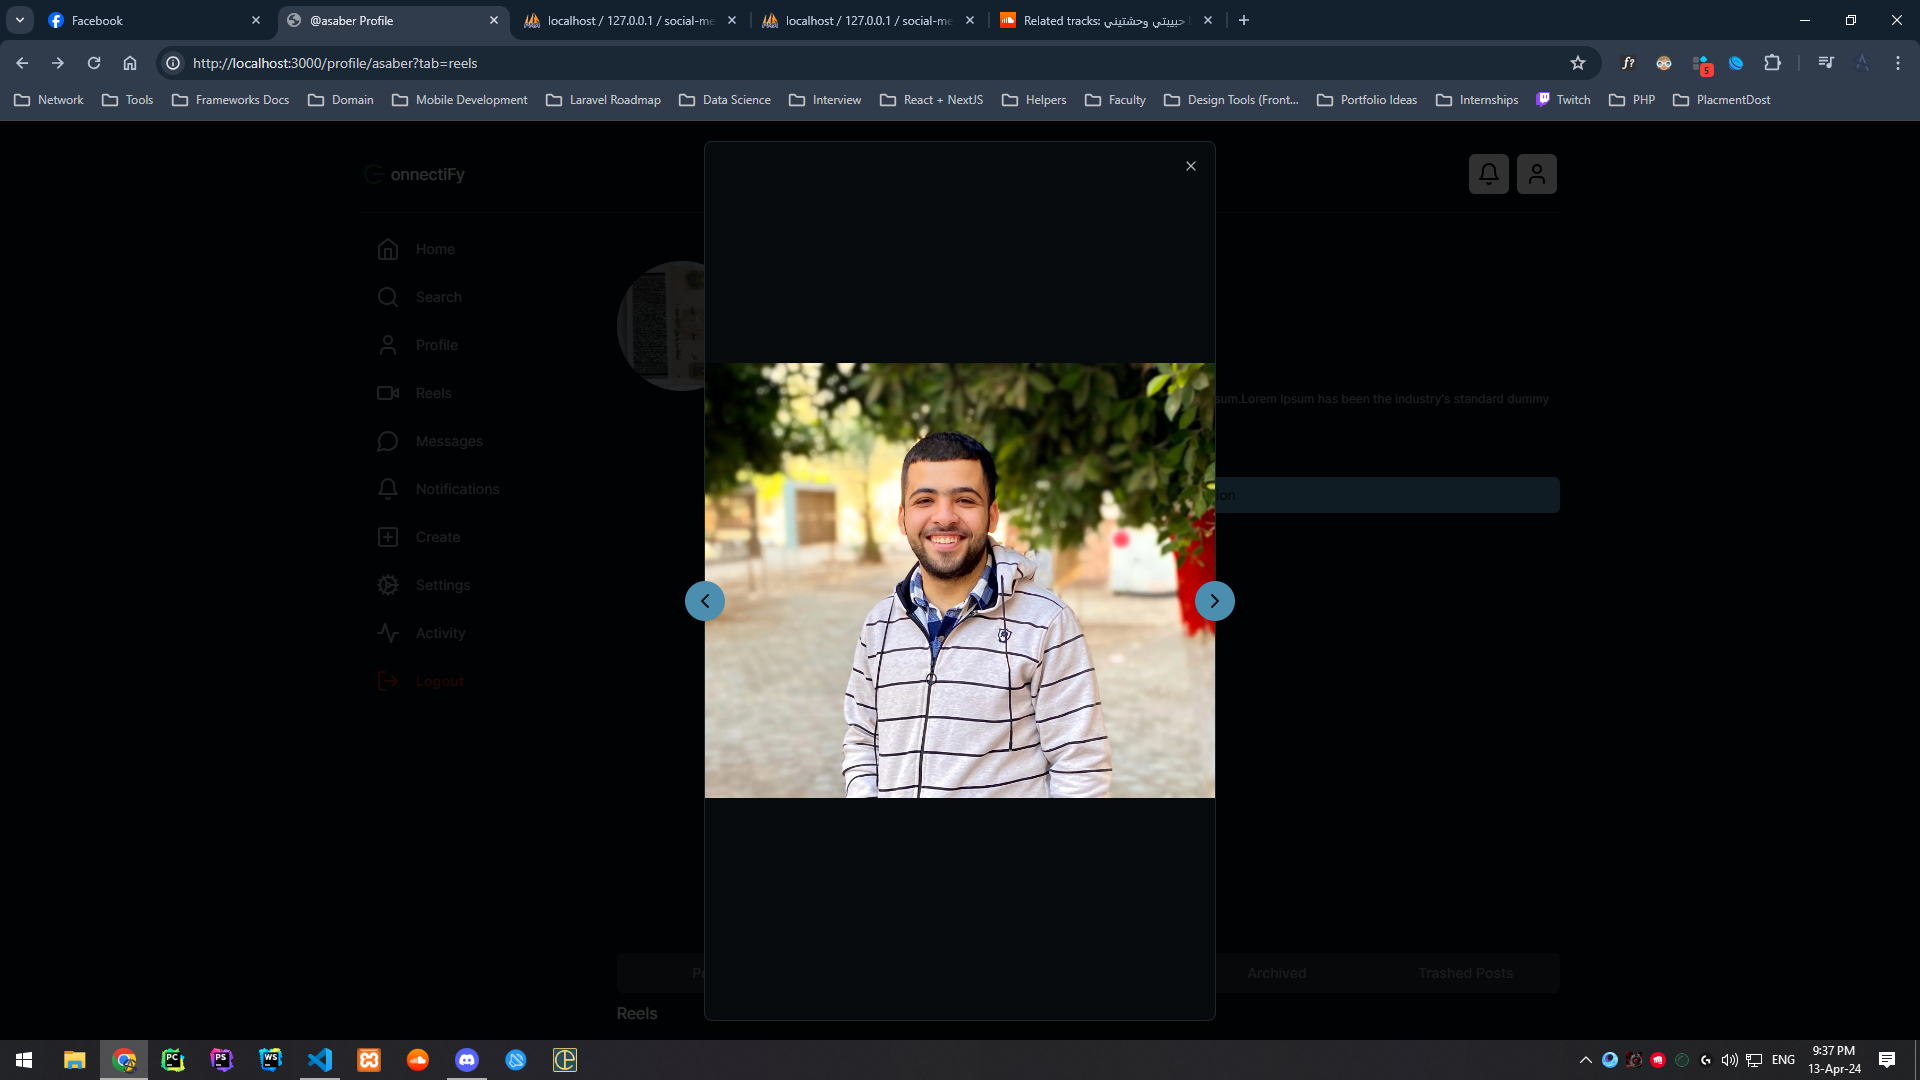 Facebook
@asaber Profile
localhost / 127.0.0.1 / social-me
localhost / 127.0.0.1 / social-me
Related tracks: حبيبتي وحشتيني
http://localhost:3000/profile/asaber?tab=reels
5
Network
Tools
Frameworks Docs
Domain
Mobile Development
Laravel Roadmap
Data Science
Interview
React + NextJS
Helpers
Faculty
Design Tools (Front...
Portfolio Ideas
Internships
Twitch
PHP
PlacmentDost
onnectiFy
Home
Search
Profile
Reels
Messages
Notifications
Create
Settings
Activity
Logout
sum.Lorem Ipsum has been the industry's standard dummy
ion
Archived
Trashed Posts
Reels
ENG
9:37 PM
13-Apr-24